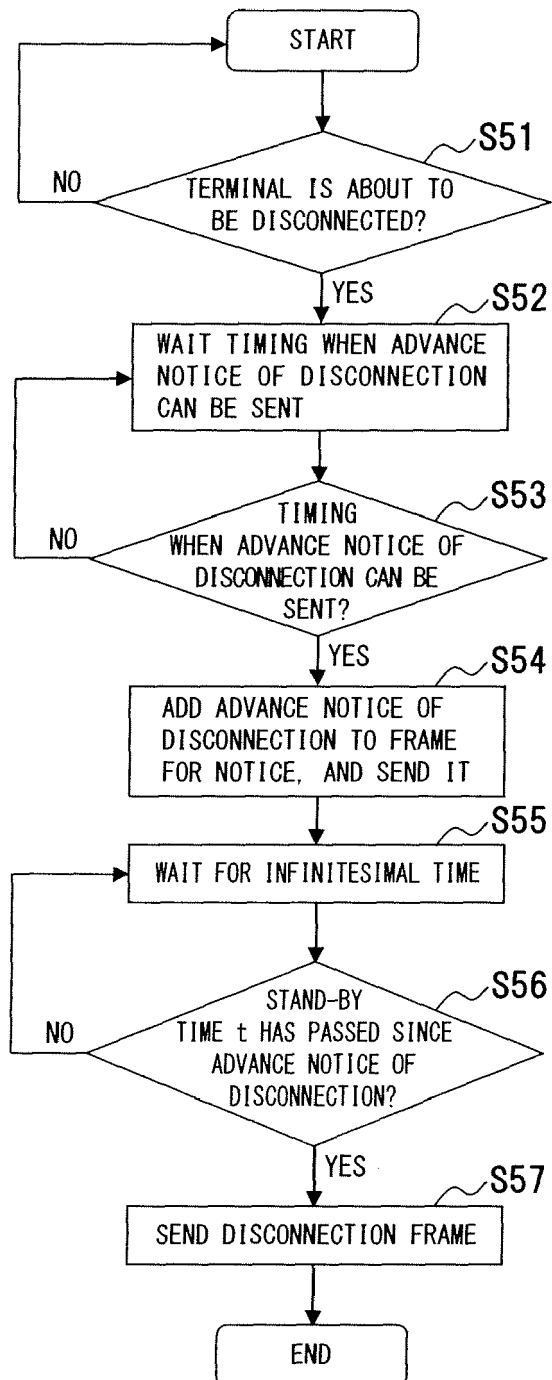 START
S51
NO
TERMINAL IS ABOUT TO
BE DISCONNECTED?
YES
S52
WAIT TIMING WHEN ADVANCE
NOTICE OF DISCONNECTION
CAN BE SENT
S53
NO
TIMING
WHEN ADVANCE NOTICE OF
DISCONNECTION CAN BE
SENT?
YES
S54
ADD ADVANCE NOTICE OF
DISCONNECTION TO FRAME
FOR NOTICE, AND SEND IT
S55
WAIT FOR INFINITESIMAL TIME
S56
NO
STAND-BY
TIME t HAS PASSED SINCE
ADVANCE NOTICE OF
DISCONNECTION?
YES
S57
SEND DISCONNECTION FRAME
END